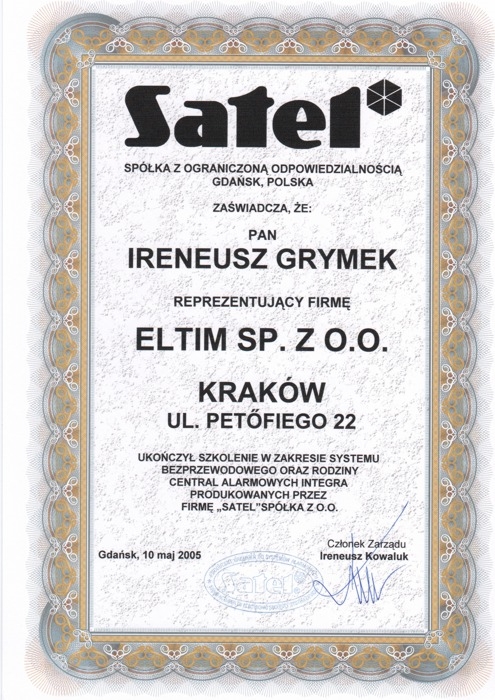 Satel
SPÓŁKA Z OGRANICZONĄ ODPOWIEDZIALNOŚCIĄ
GDAŃSK, POLSKA
ZAŚWIADCZA, ŻE:
PAN
IRENEUSZ GRYMEK
REPREZENTUJĄCY FIRMĘ
ELTIM SP. Z O.O.
KRAKÓW
UL. PETŐFIEGO 22
UKOŃCZYŁ SZKOLENIE W ZAKRESIE SYSTEMU
BEZPRZEWODOWEGO ORAZ RODZINY
CENTRAL ALARMOWYCH INTEGRA
PRODUKOWANYCH PRZEZ
FIRMĘ „SATEL”SPÓŁKA Z O.O.
Członek Zarządu
Gdańsk, 10 maj 2005
Ireneusz Kowaluk
Satel